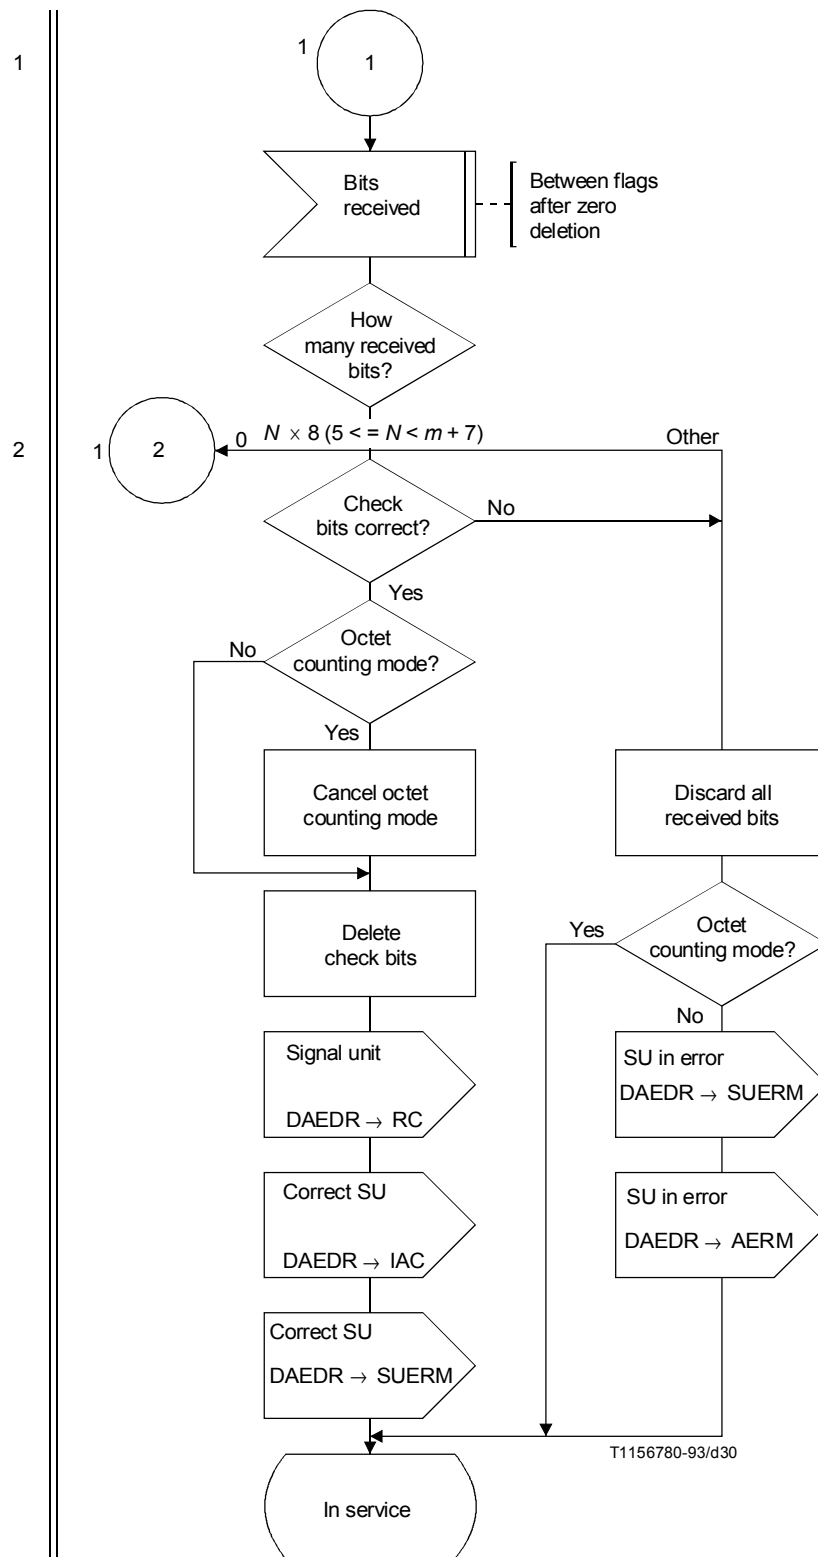 1
1
1
Bits
received
Between flags
after zero
deletion
How
many received
bits?
2
1
2
0
N × 8 (5 < = N < m + 7)
Other
Check
bits correct?
No
Yes
No
Octet
counting mode?
Yes
Cancel octet
counting mode
Discard all
received bits
Delete
check bits
Yes
Octet
counting mode?
No
Signal unit
DAEDR → RC
SU in error
DAEDR → SUERM
Correct SU
DAEDR → IAC
SU in error
DAEDR → AERM
Correct SU
DAEDR → SUERM
T1156780-93/d30
In service